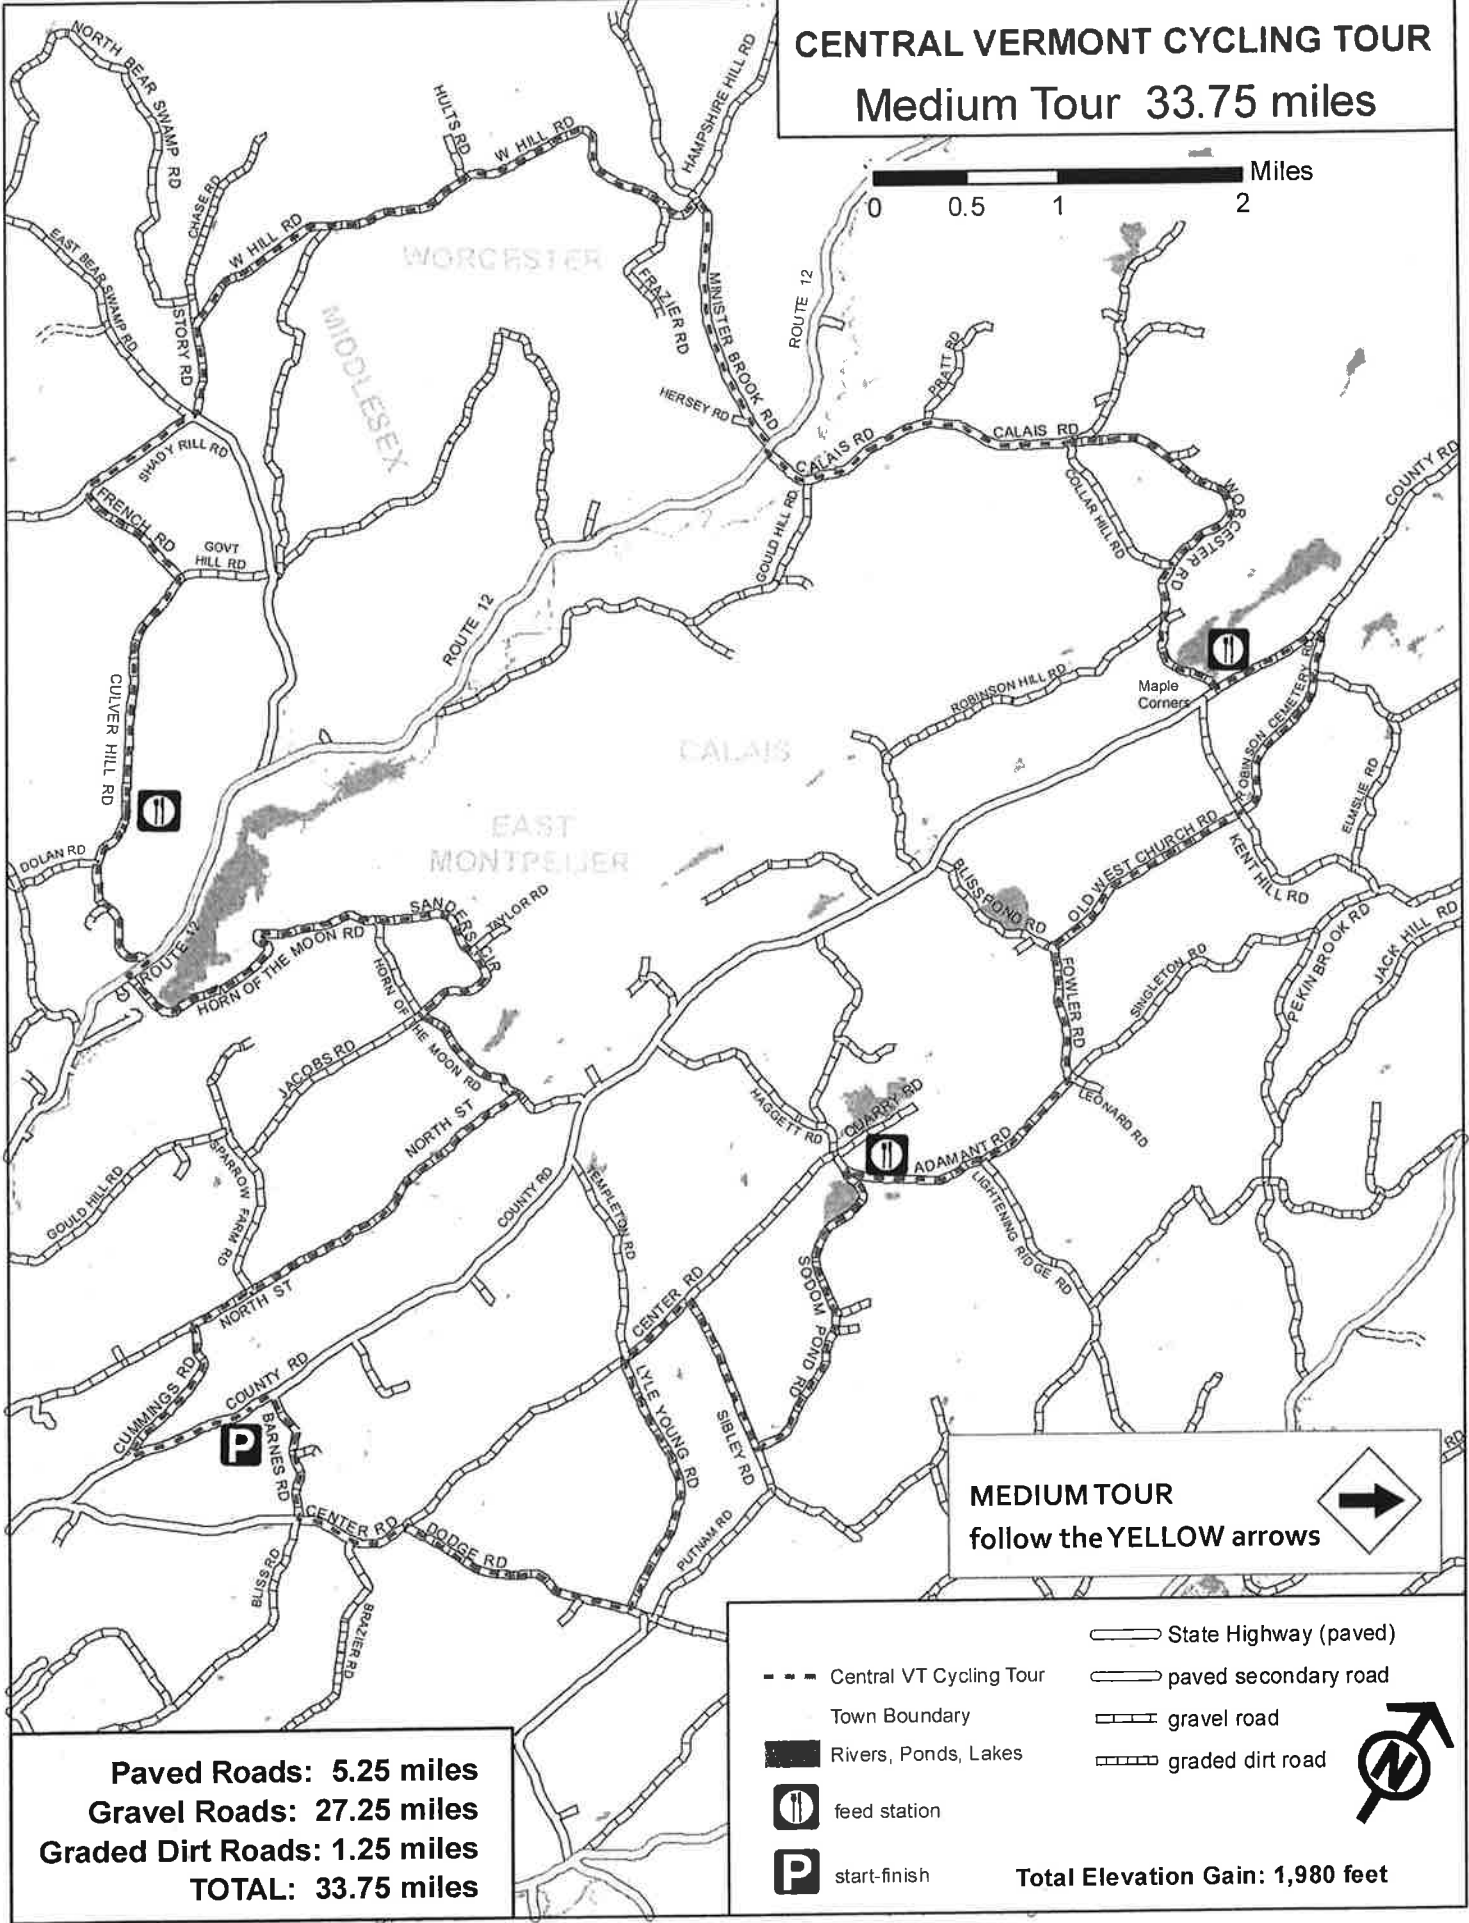 CENTRAL VERMONT CYCLING TOUR
Medium Tour 33.75 miles
Miles
0 0.5 1 2
NORTH BEAR SWAMP RD
HULTS RD
W HILL RD
HAMPSHIRE HILL RD
CHASE RD
EAST BEAR SWAMP RD
W HILL RD
WORCESTER
MIDDLESEX
STORY RD
FRAZIER RD
MINISTER BROOK RD
ROUTE 12
PRATT RD
HERSEY RD
SHADY RILL RD
CALAIS RD
CALAIS RD
COUNTY RD
FRENCH RD
GOVT
HILL RD
GOULD HILL RD
COLLAR HILL RD
WORCESTER RD
ROUTE 12
CULVER HILL RD
ROBINSON HILL RD
Maple
Corners
ROBINSON CEMETERY RD
CALAIS
EAST
MONTPELIER
ELMSLIE RD
DOLAN RD
KENT HILL RD
BLISS POND RD
OLD WEST CHURCH RD
SANDERS CIR
TAYLOR RD
ROUTE 12
HORN OF THE MOON RD
HORN OF THE MOON RD
FOWLER RD
SINGLETON RD
PEKIN BROOK RD
JACK HILL RD
JACOBS RD
HAGGETT RD
QUARRY RD
LEONARD RD
NORTH ST
ADAMANT RD
SPARROW FARM RD
GOULD HILL RD
COUNTY RD
TEMPLETON RD
LIGHTENING RIDGE RD
SODOM POND RD
CENTER RD
NORTH ST
CUMMINGS RD
COUNTY RD
LYLE YOUNG RD
SIBLEY RD
P
BARNES RD
CENTER RD
DODGE RD
PUTNAM RD
BLISS RD
BRAZIER RD
RD
MEDIUM TOUR
follow the YELLOW arrows
Central VT Cycling Tour
Town Boundary
Rivers, Ponds, Lakes
feed station
P start-finish
State Highway (paved)
paved secondary road
gravel road
graded dirt road
N
Total Elevation Gain: 1,980 feet
Paved Roads: 5.25 miles
Gravel Roads: 27.25 miles
Graded Dirt Roads: 1.25 miles
TOTAL: 33.75 miles